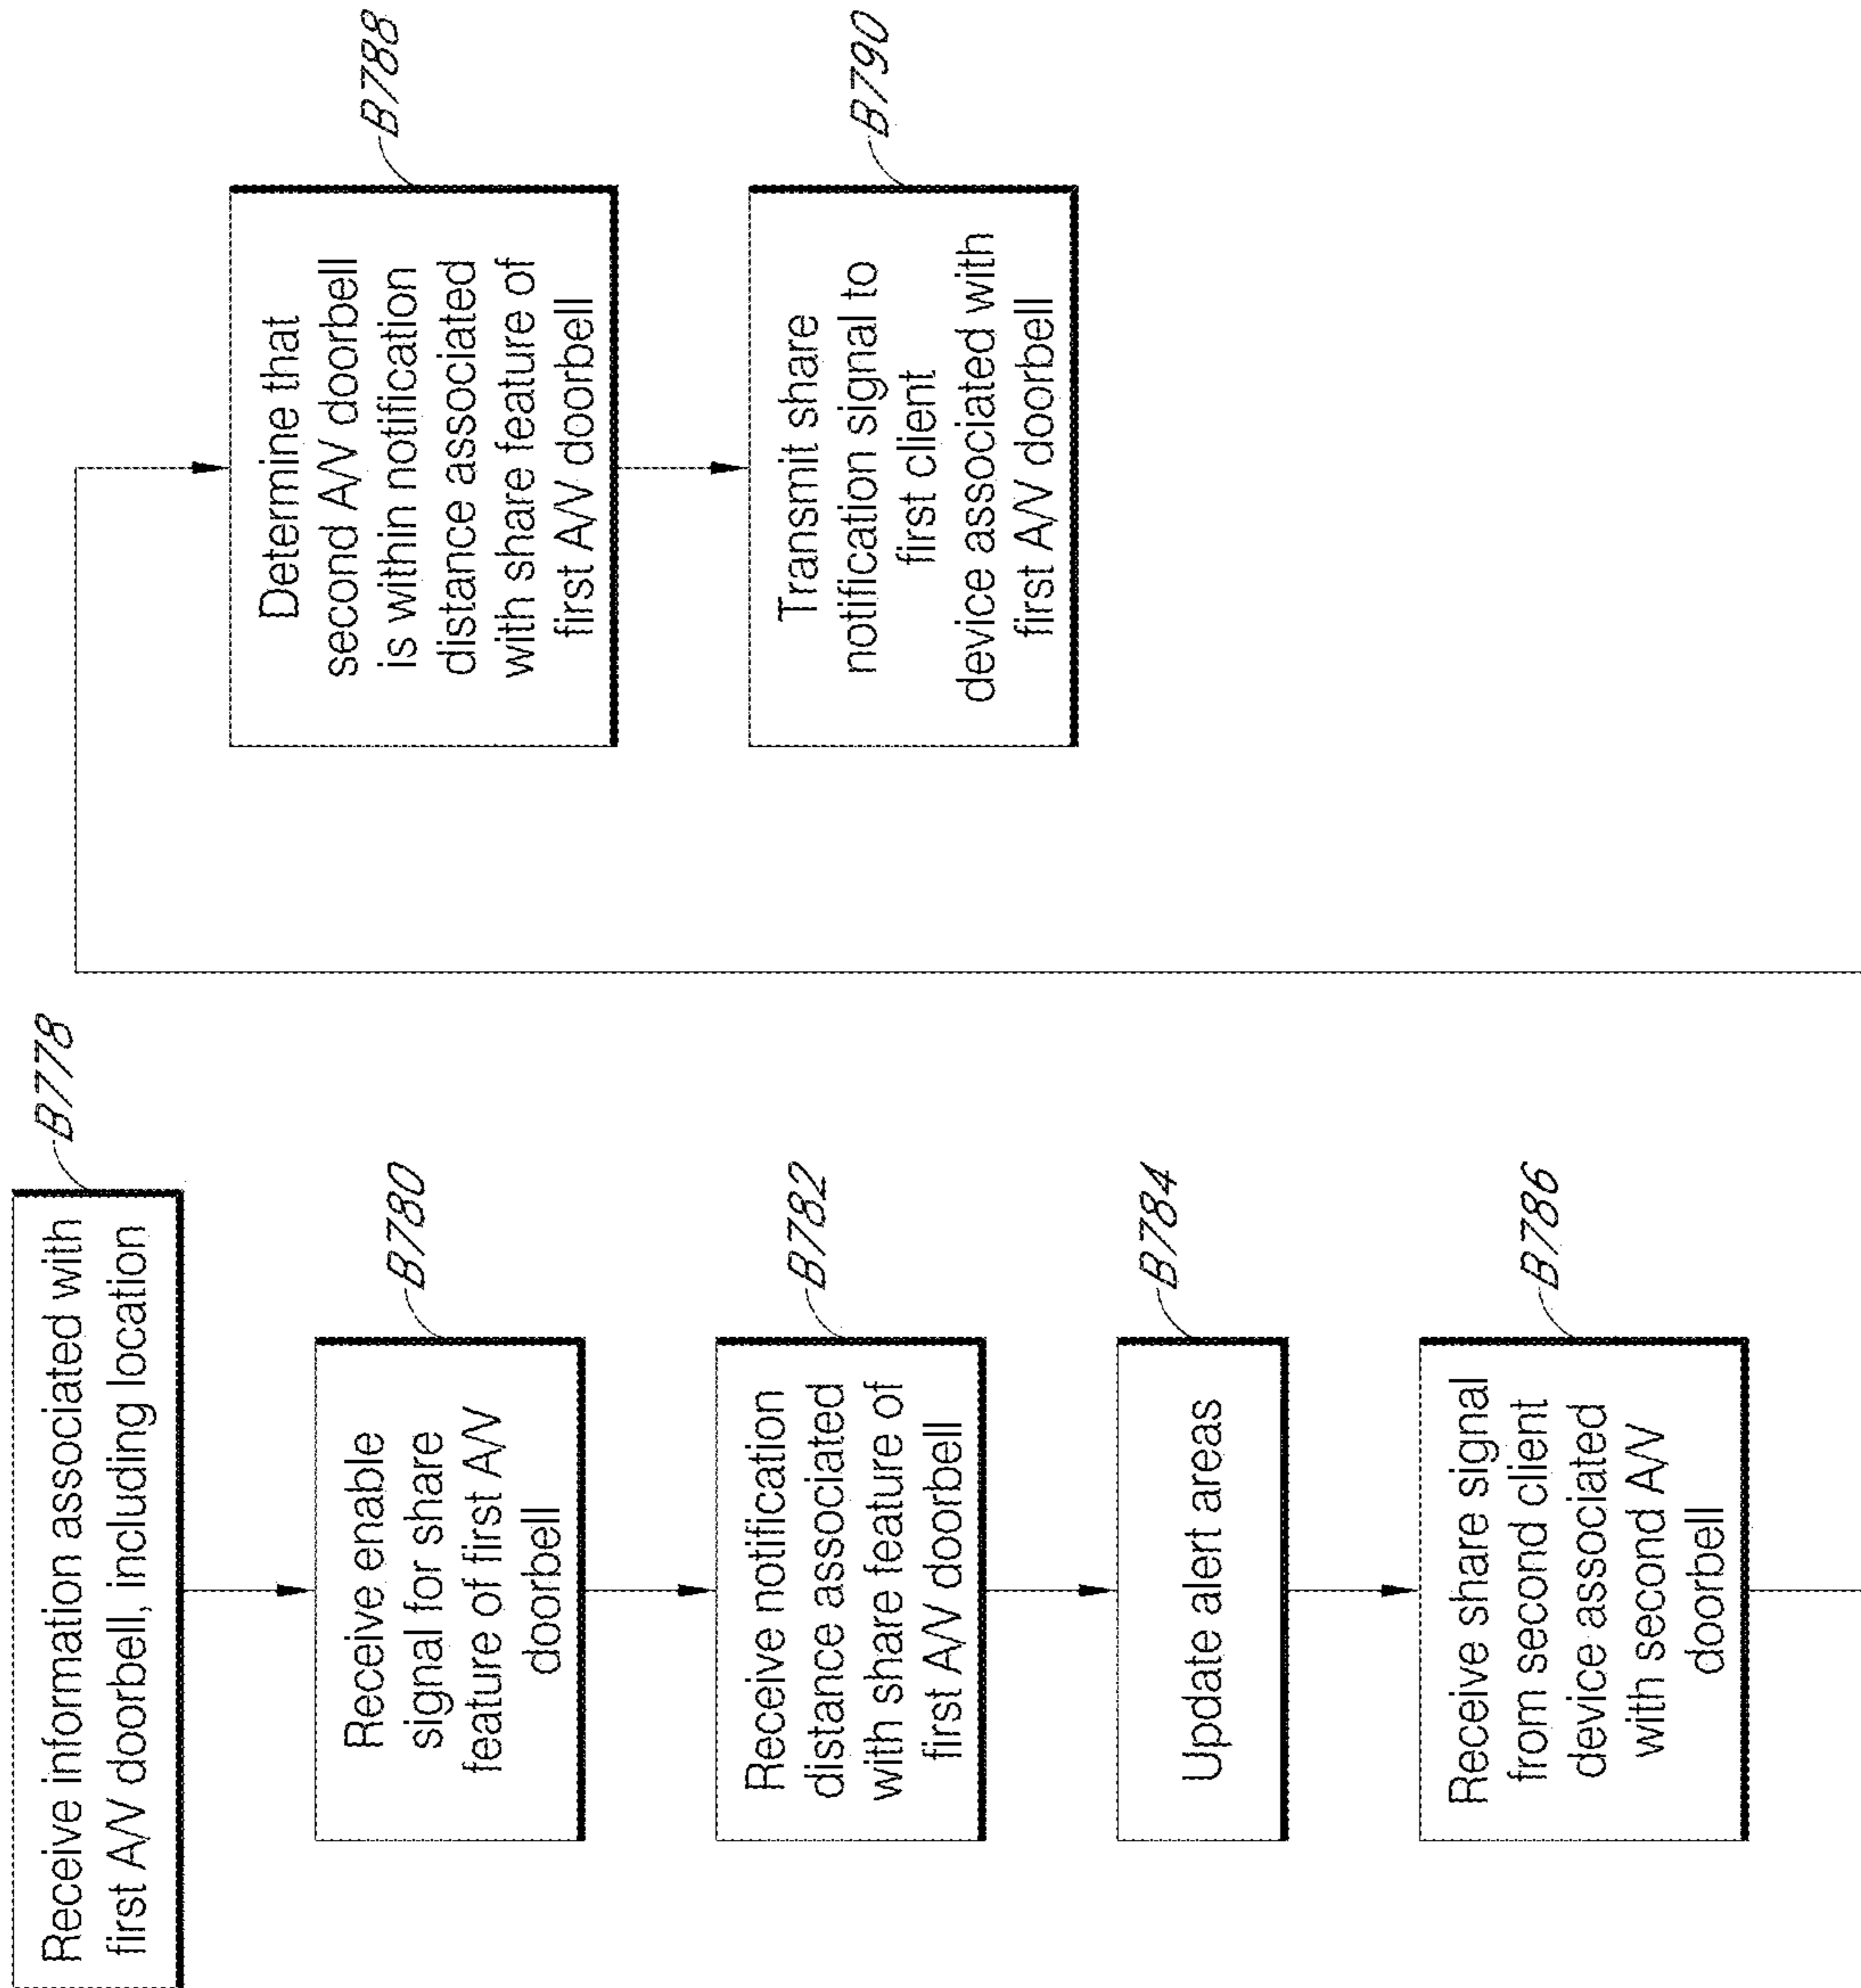 Receive information associated with
first A/V doorbell, including location
B778
Receive enable
signal for share
feature of first A/V
doorbell
B780
Receive notification
distance associated
with share feature of
first A/V doorbell
B782
Update alert areas
B784
Receive share signal
from second client
device associated
with second A/V
doorbell
B786
Determine that
second A/V doorbell
is within notification
distance associated
with share feature of
first A/V doorbell
B788
Transmit share
notification signal to
first client
device associated with
first A/V doorbell
B790